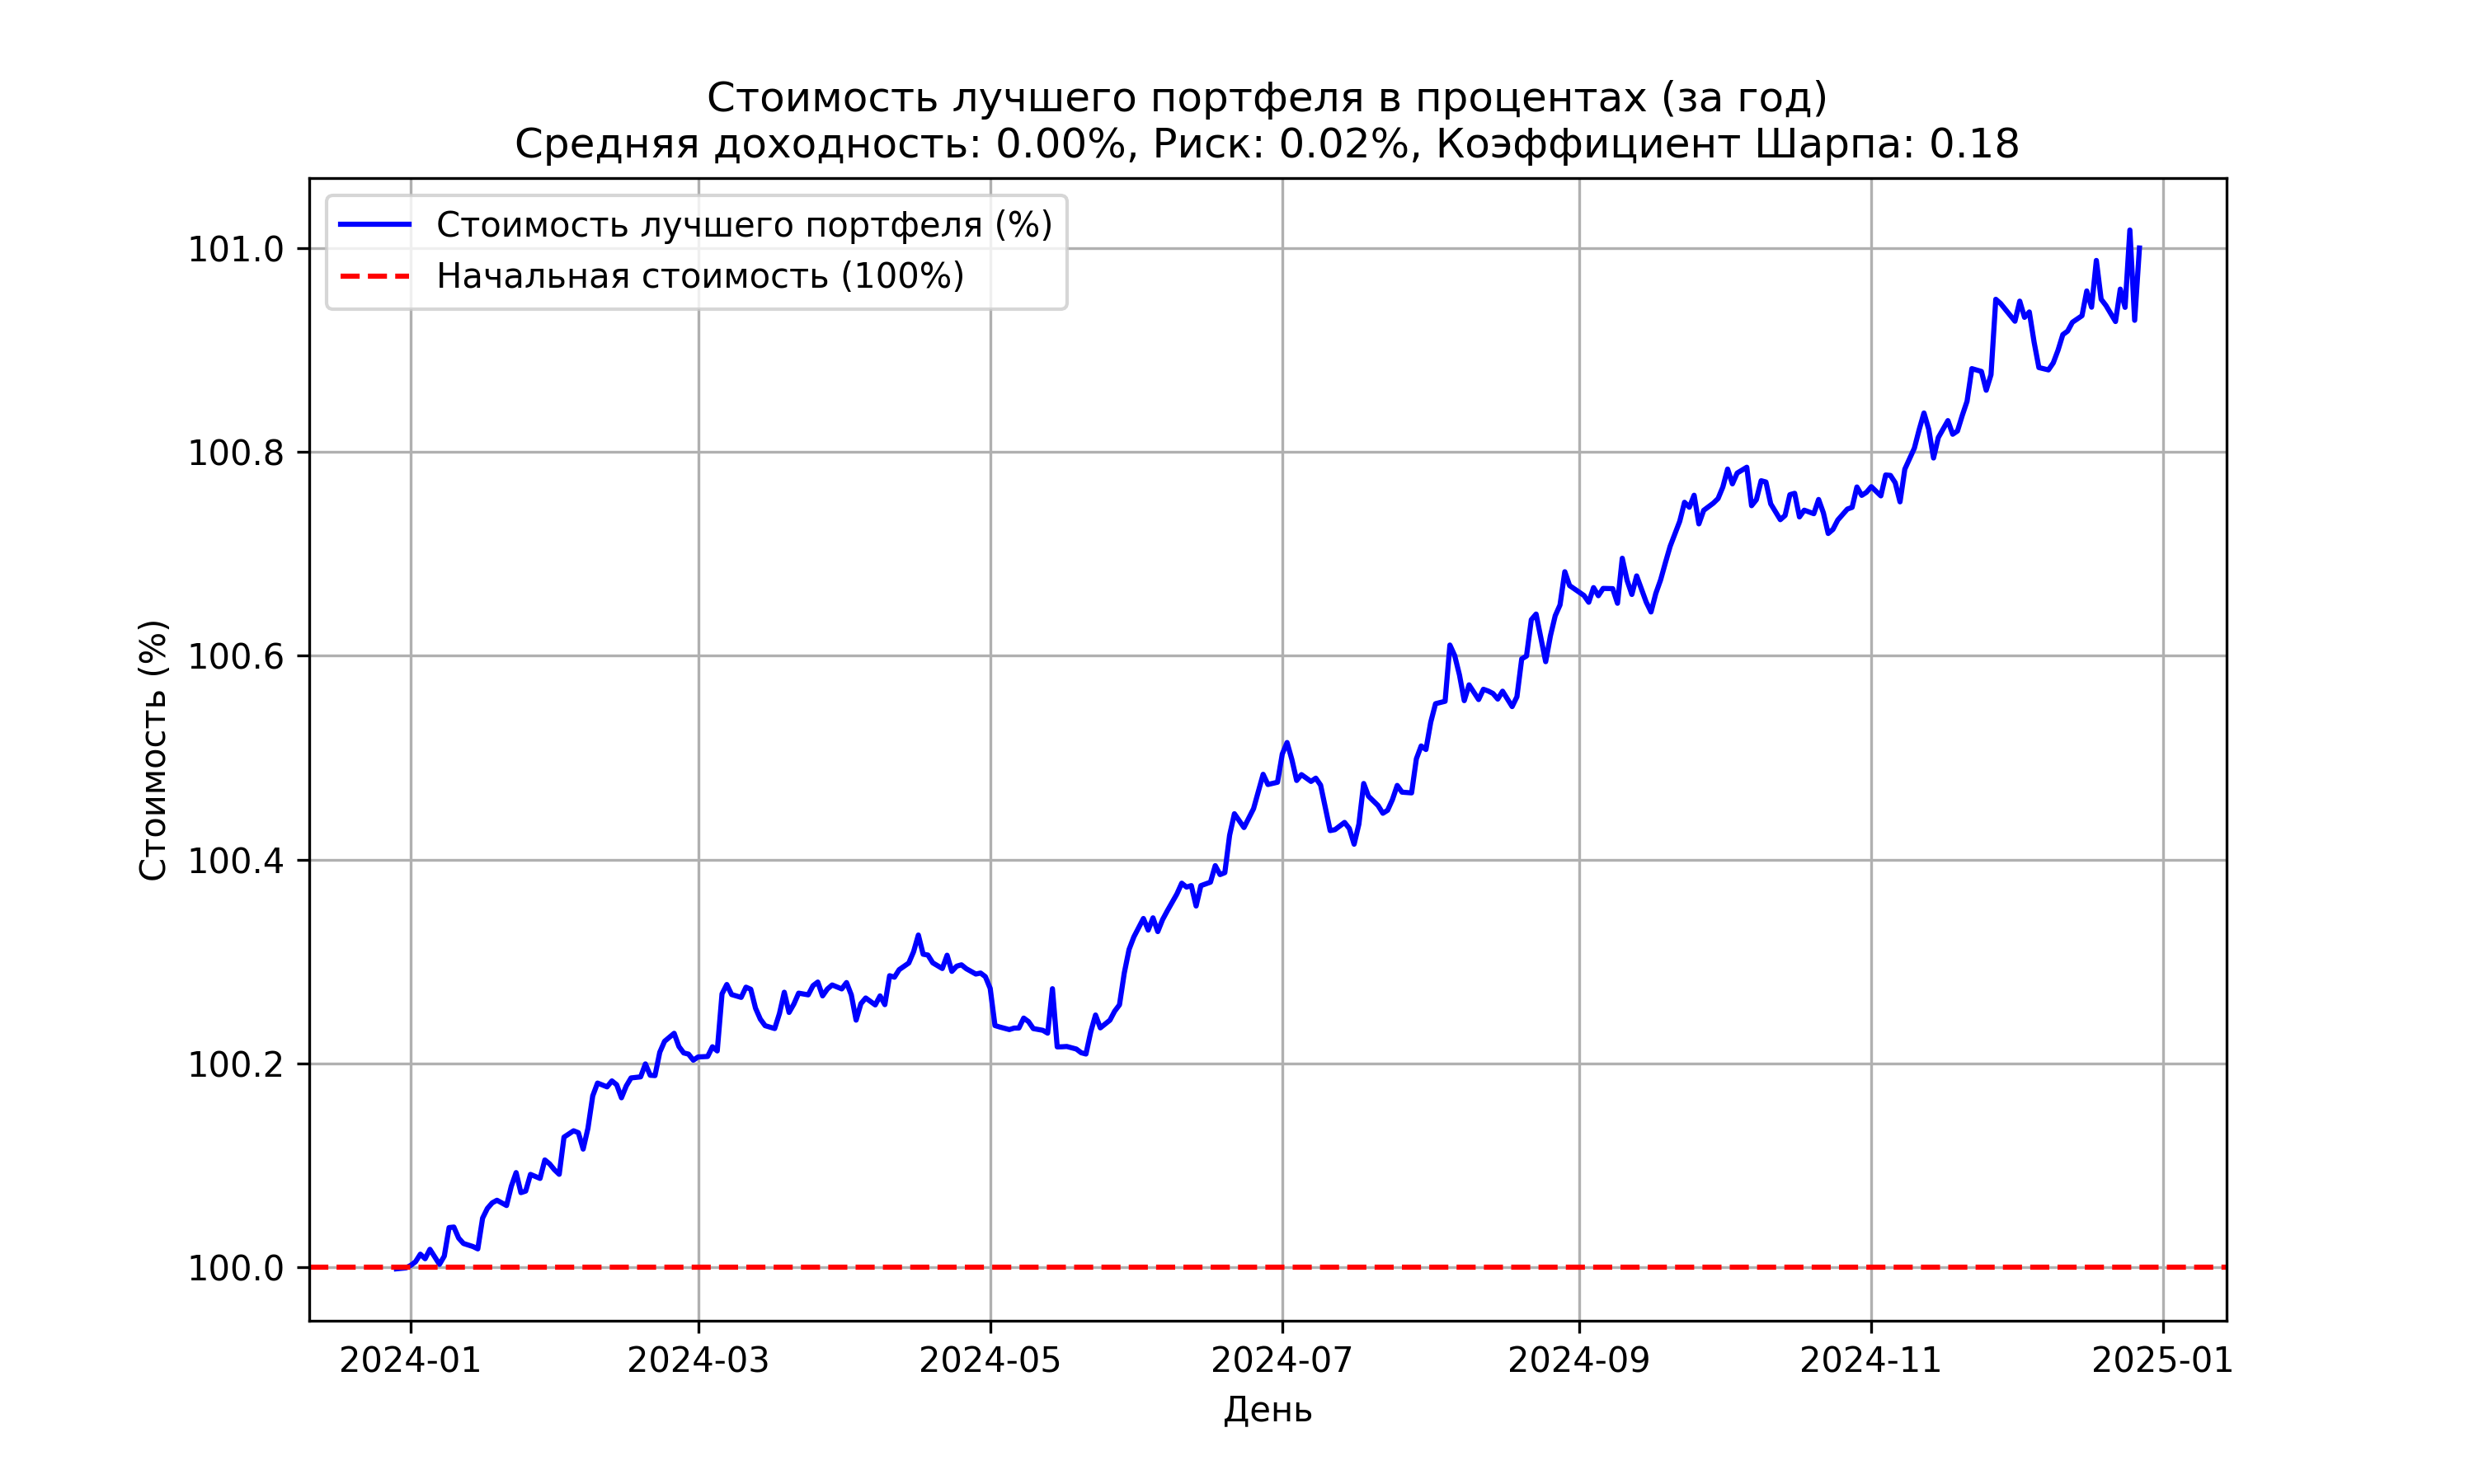 Стоимость лучшего портфеля в процентах (за год)
Средняя доходность: 0.00%, Риск: 0.02%, Коэффициент Шарпа: 0.18
Стоимость лучшего портфеля (%)
Начальная стоимость (100%)
Стоимость (%)
101.0
100.8
100.6
100.4
100.2
100.0
2024-01 2024-03 2024-05 2024-07 2024-09 2024-11 2025-01
День